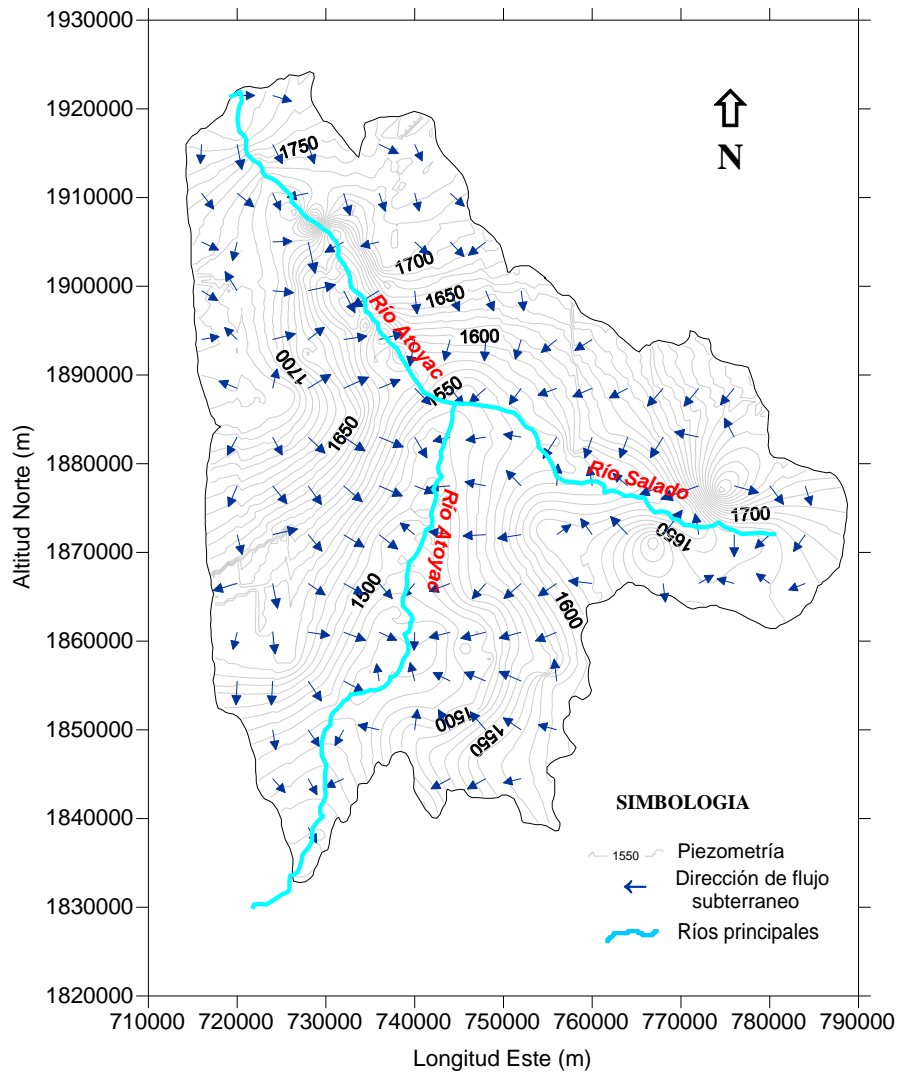 1930000
1920000
1910000
1900000
1890000
1880000
1870000
1860000
1850000
1840000
1830000
1820000
Altitud Norte (m)
710000 720000 730000 740000 750000 760000 770000 780000 790000
Longitud Este (m)
N
1750
1700
1650
1600
Río Atoyac
1700
1550
1650
Río Salado
1700
1650
Río Atoyac
1500
1600
1500
1550
SIMBOLOGIA
1550 Piezometría
Dirección de flujo
subterraneo
Ríos principales